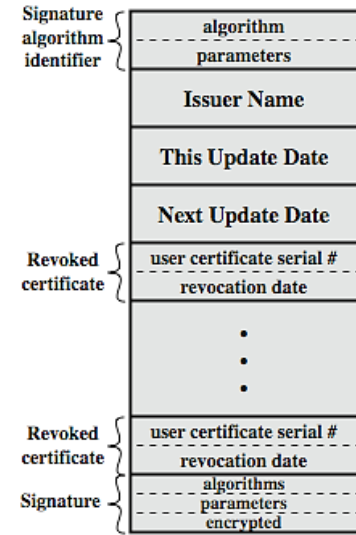 Signature
algorithm
identifier
algorithm
parameters
Issuer Name
This Update Date
Next Update Date
Revoked
certificate
user certificate serial #
revocation date
Revoked
certificate
user certificate serial #
revocation date
Signature
algorithms
parameters
encrypted